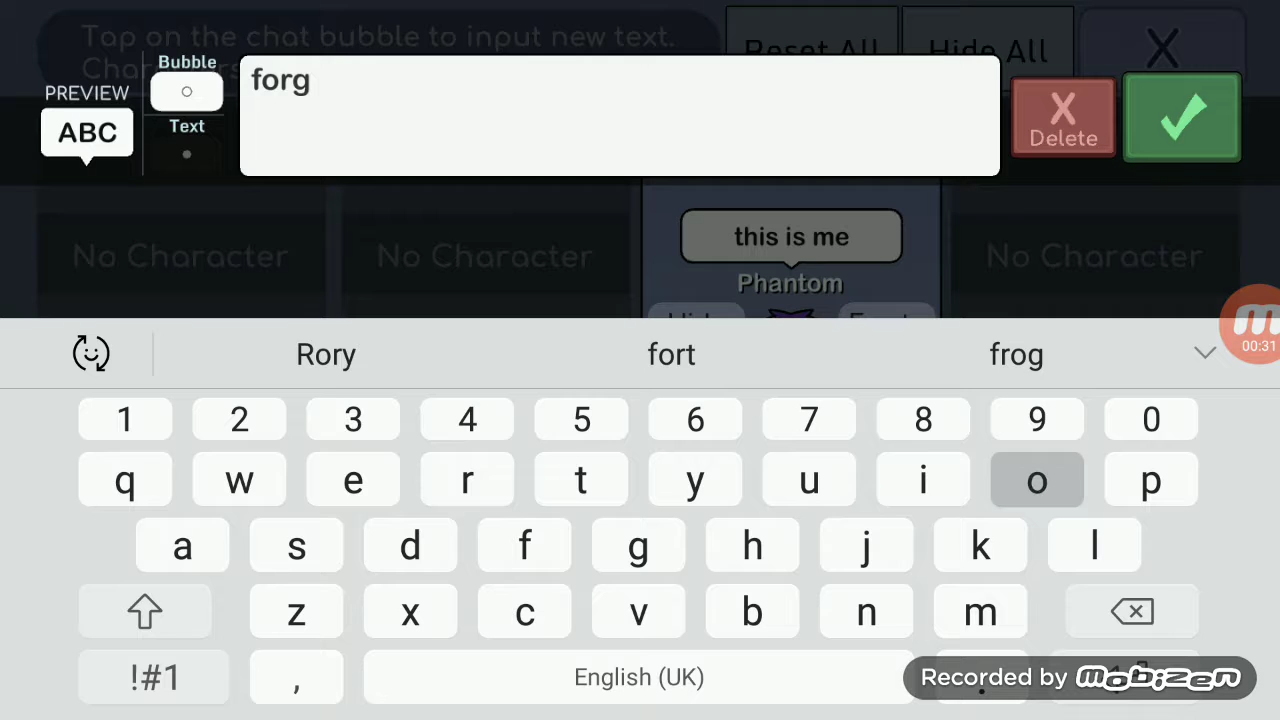 Tap on the chat bubble to input new text.
Reset All
Hide All
X
Bubble
PREVIEW
ABC
Text
forg
X
Delete
No Character
No Character
this is me
Phantom
No Character
00:31
Rory
fort
frog
1 2 3 4 5 6 7 8 9 0
q w e r t y u i o p
a s d f g h j k l
z x c v b n m
!#1 , English (UK) .
Recorded by mobizen